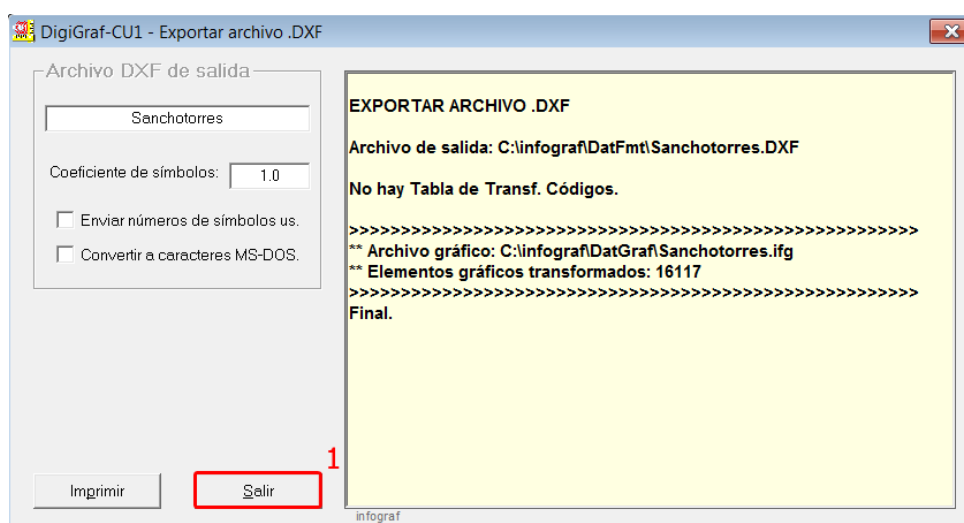 DigiGraf-CU1 - Exportar archivo .DXF
Archivo DXF de salida
Sanchotorres
Coeficiente de símbolos: 1.0
Enviar números de símbolos us.
Convertir a caracteres MS-DOS.
Imprimir
Salir
1
EXPORTAR ARCHIVO .DXF
Archivo de salida: C:\infograf\DatFmt\Sanchotorres.DXF
No hay Tabla de Transf. Códigos.
>>>>>>>>>>>>>>>>>>>>>>>>>>>>>>>>>>>>>>>>>>>>>>>>>>>>>>>
** Archivo gráfico: C:\infograf\DatGraf\Sanchotorres.ifg
** Elementos gráficos transformados: 16117
>>>>>>>>>>>>>>>>>>>>>>>>>>>>>>>>>>>>>>>>>>>>>>>>>>>>>>>
Final.
infograf